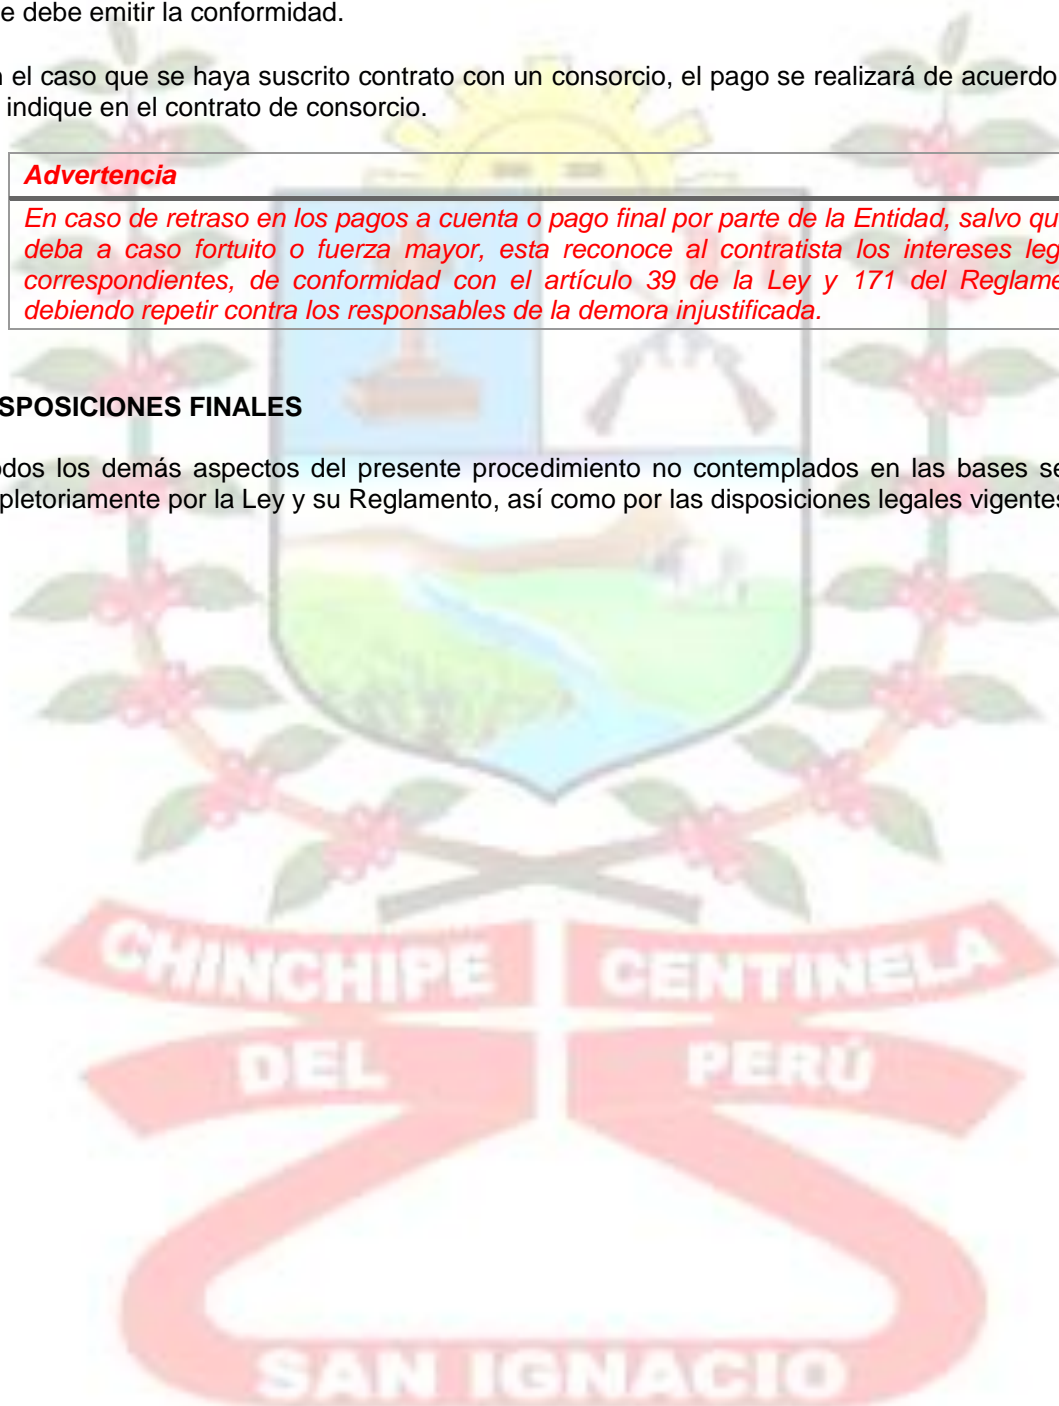 e debe emitir la conformidad.
el caso que se haya suscrito contrato con un consorcio, el pago se realizará de acuerdo
indique en el contrato de consorcio.
Advertencia
En caso de retraso en los pagos a cuenta o pago final por parte de la Entidad, salvo qu
deba a caso fortuito o fuerza mayor, esta reconoce al contratista los intereses leg
correspondientes, de conformidad con el artículo 39 de la Ley y 171 del Reglame
debiendo repetir contra los responsables de la demora injustificada.
SPOSICIONES FINALES
odos los demás aspectos del presente procedimiento no contemplados en las bases se
pletoriamente por la Ley y su Reglamento, así como por las disposiciones legales vigentes
CHINCHIPE CENTINELA
DEL PERÚ
SAN IGNACIO